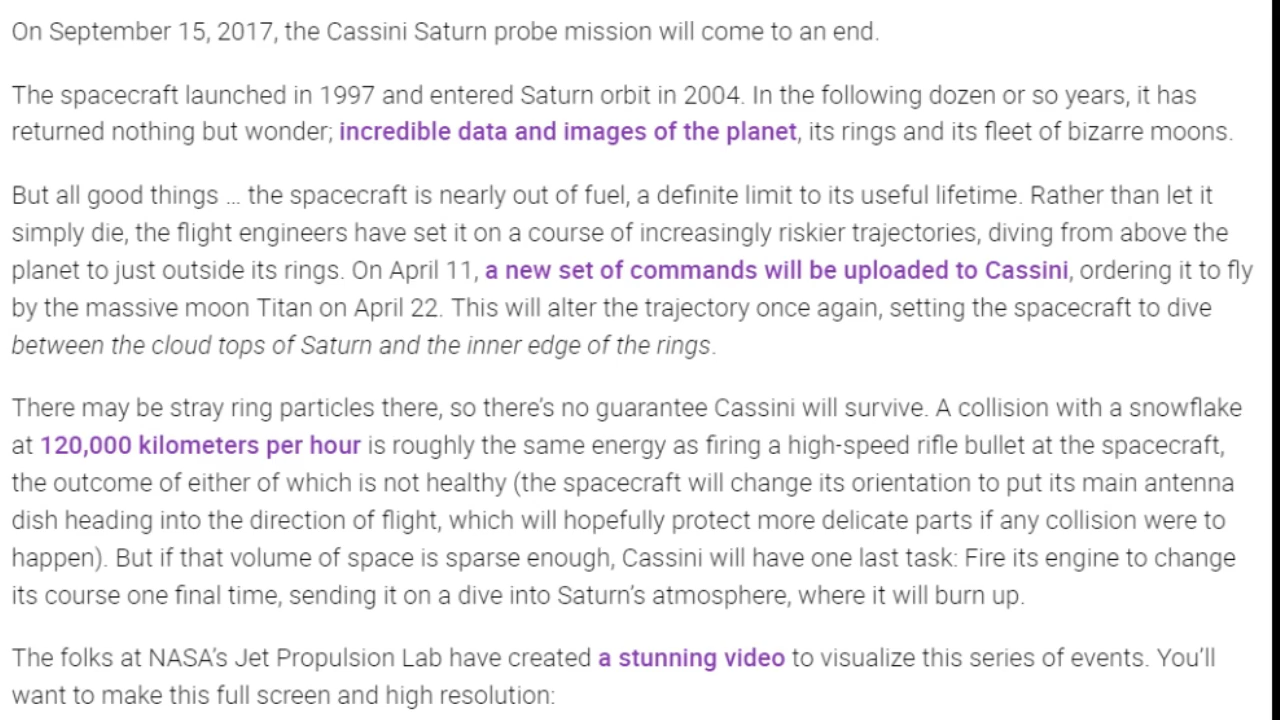 On September 15, 2017, the Cassini Saturn probe mission will come to an end.
The spacecraft launched in 1997 and entered Saturn orbit in 2004. In the following dozen or so years, it has
returned nothing but wonder; incredible data and images of the planet, its rings and its fleet of bizarre moons.
But all good things ... the spacecraft is nearly out of fuel, a definite limit to its useful lifetime. Rather than let it
simply die, the flight engineers have set it on a course of increasingly riskier trajectories, diving from above the
planet to just outside its rings. On April 11, a new set of commands will be uploaded to Cassini, ordering it to fly
by the massive moon Titan on April 22. This will alter the trajectory once again, setting the spacecraft to dive
between the cloud tops of Saturn and the inner edge of the rings.
There may be stray ring particles there, so there's no guarantee Cassini will survive. A collision with a snowflake
at 120,000 kilometers per hour is roughly the same energy as firing a high-speed rifle bullet at the spacecraft,
the outcome of either of which is not healthy (the spacecraft will change its orientation to put its main antenna
dish heading into the direction of flight, which will hopefully protect more delicate parts if any collision were to
happen). But if that volume of space is sparse enough, Cassini will have one last task: Fire its engine to change
its course one final time, sending it on a dive into Saturn's atmosphere, where it will burn up.
The folks at NASA's Jet Propulsion Lab have created a stunning video to visualize this series of events. You'll
want to make this full screen and high resolution: